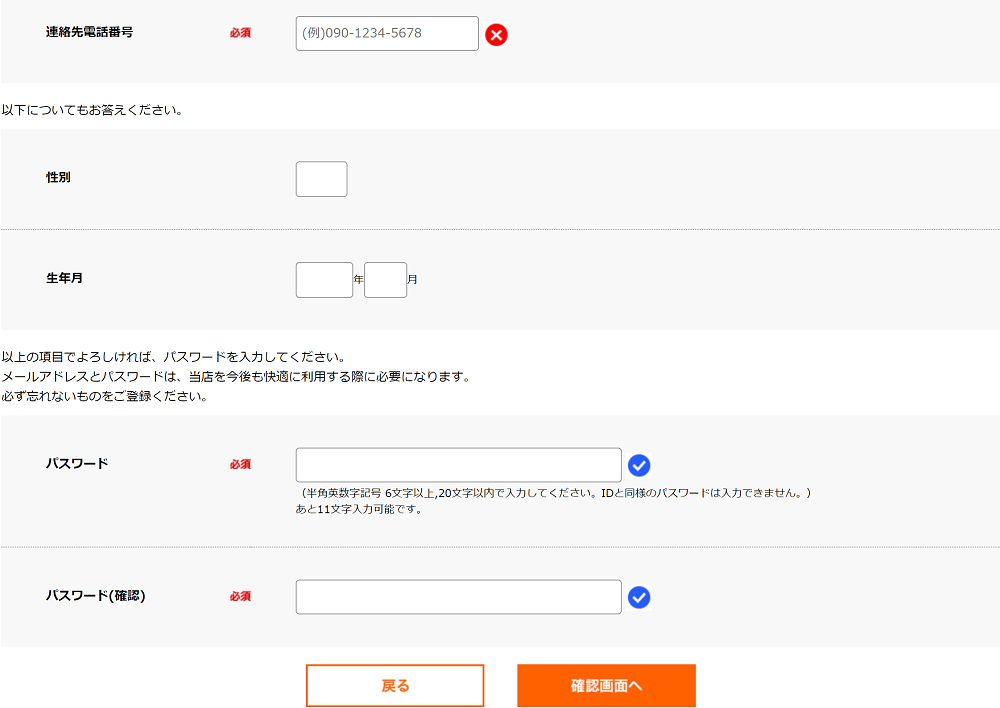 連絡先電話番号 必須 (例)090-1234-5678
以下についてもお答えください。
性別
生年月 年 月
以上の項目でよろしければ、パスワードを入力してください。
メールアドレスとパスワードは、当店を今後も快適に利用する際に必要になります。
必ず忘れないものをご登録ください。
パスワード 必須
（半角英数字記号 6文字以上,20文字以内で入力してください。IDと同様のパスワードは入力できません。）
あと11文字入力可能です。
パスワード(確認) 必須
戻る 確認画面へ